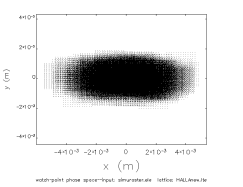 4×10⁻³
2×10⁻³
0
−2×10⁻³
−4×10⁻³
y (m)
−4×10⁻³ −2×10⁻³ 0 2×10⁻³ 4×10⁻³
x (m)
watch-point phase space-input: simuraster.ele lattice: HALLAnew.lte